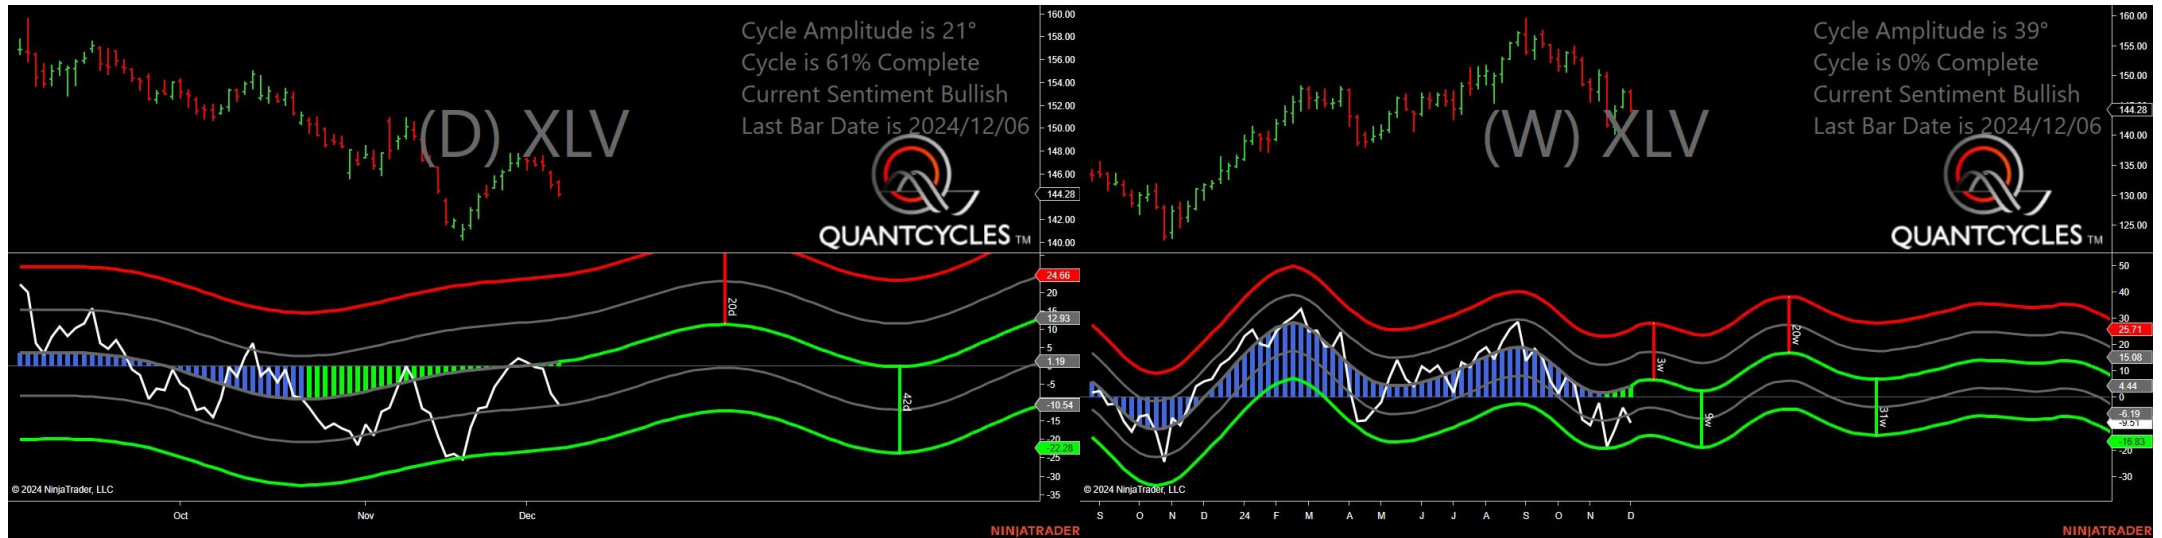 Cycle Amplitude is 21°
Cycle is 61% Complete
Current Sentiment Bullish
Last Bar Date is 2024/12/06
(D) XLV
QUANTCYCLES TM
160.00
158.00
156.00
154.00
152.00
150.00
148.00
146.00
144.28
142.00
140.00
20d
42d
24.66
20
15
12.93
10
5
1.19
-5
-10.54
-15
-20
-22.28
-25
-30
-35
© 2024 NinjaTrader, LLC
Oct Nov Dec
NINJATRADER
Cycle Amplitude is 39°
Cycle is 0% Complete
Current Sentiment Bullish
Last Bar Date is 2024/12/06
(W) XLV
QUANTCYCLES TM
160.00
155.00
150.00
144.28
140.00
135.00
130.00
125.00
3w
9w
20w
31w
50
40
30
25.71
20
15.08
10
4.44
0
-6.19
-9.51
-16.83
-20
-30
© 2024 NinjaTrader, LLC
S O N D 24 F M A M J J A S O N D
NINJATRADER